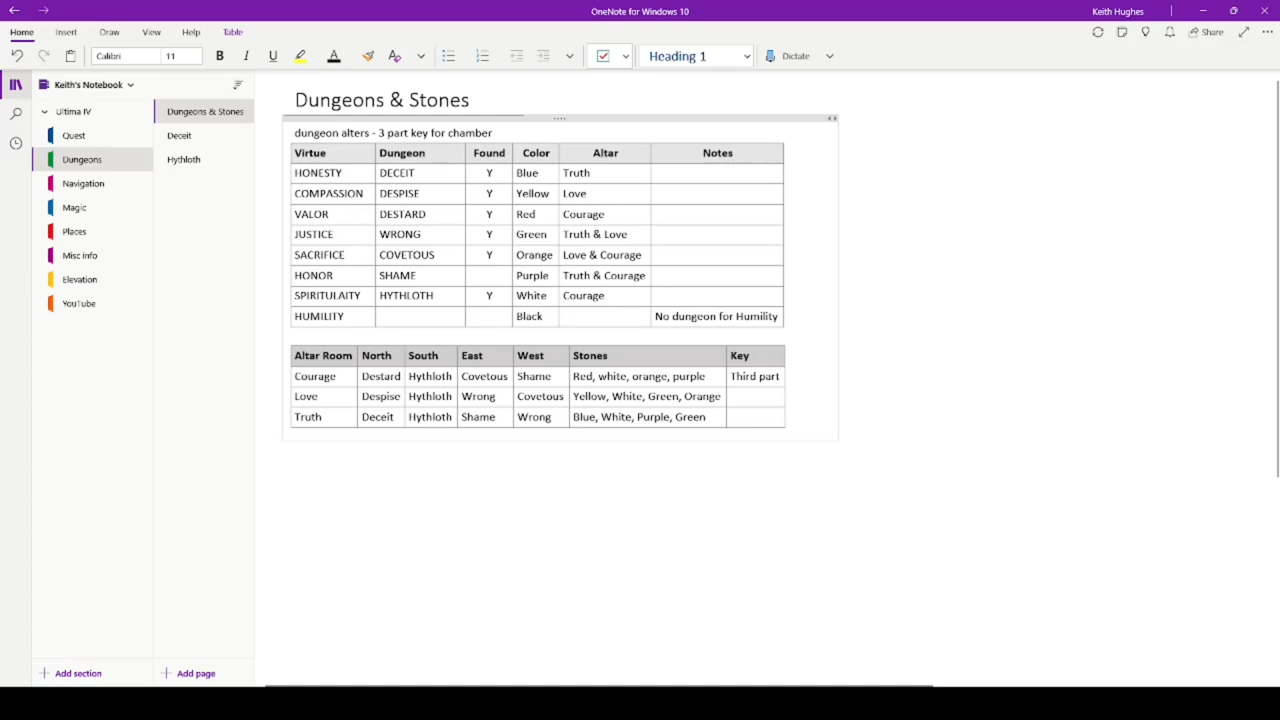 OneNote for Windows 10
Keith Hughes
Home Insert Draw View Help Table
Share
Calibri 11 B I U A A Heading 1 Dictate
Keith's Notebook
Ultima IV
Quest
Dungeons
Navigation
Magic
Places
Misc info
Elevation
YouTube
Add section
Dungeons & Stones
Deceit
Hythloth
Add page
Dungeons & Stones
dungeon alters - 3 part key for chamber
Virtue Dungeon Found Color Altar Notes
HONESTY DECEIT Y Blue Truth
COMPASSION DESPISE Y Yellow Love
VALOR DESTARD Y Red Courage
JUSTICE WRONG Y Green Truth & Love
SACRIFICE COVETOUS Y Orange Love & Courage
HONOR SHAME Purple Truth & Courage
SPIRITULAITY HYTHLOTH Y White Courage
HUMILITY Black No dungeon for Humility
Altar Room North South East West Stones Key
Courage Destard Hythloth Covetous Shame Red, white, orange, purple Third part
Love Despise Hythloth Wrong Covetous Yellow, White, Green, Orange
Truth Deceit Hythloth Shame Wrong Blue, White, Purple, Green